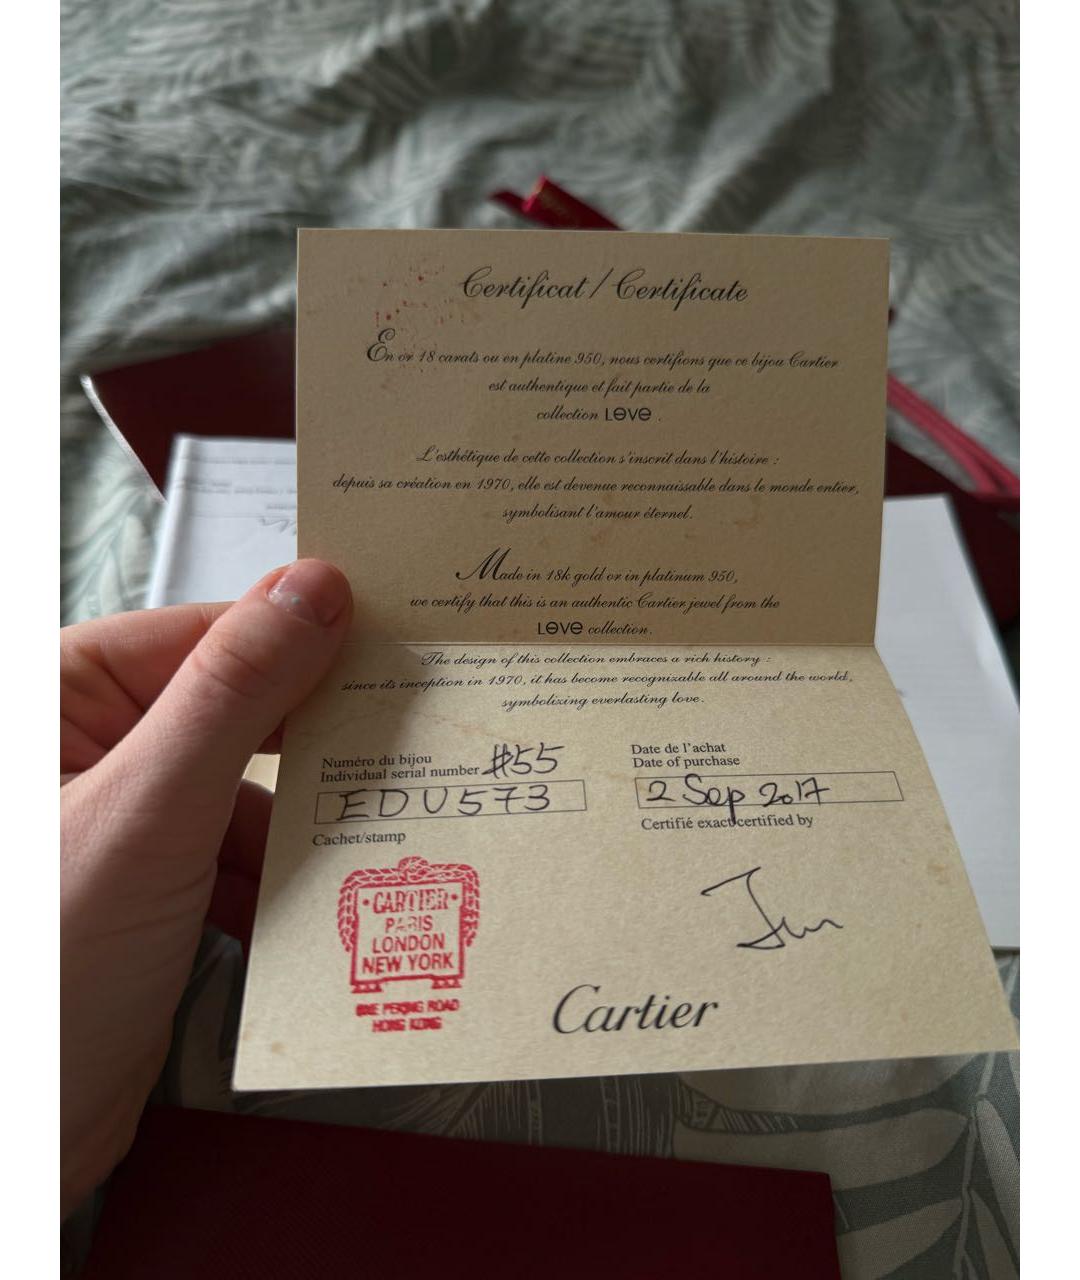 Certificat / Certificate
En or 18 carats ou en platine 950, nous certifions que ce bijou Cartier
est authentique et fait partie de la
collection LOVE .
L'esthétique de cette collection s'inscrit dans l'histoire :
depuis sa création en 1970, elle est devenue reconnaissable dans le monde entier,
symbolisant l'amour éternel.
Made in 18k gold or in platinum 950,
we certify that this is an authentic Cartier jewel from the
LOVE collection.
The design of this collection embraces a rich history :
since its inception in 1970, it has become recognizable all around the world,
symbolizing everlasting love.
Numéro du bijou
Individual serial number #55
EDU573
Date de l'achat
Date of purchase
2 Sep 2017
Cachet/stamp
Certifié exact/certified by
CARTIER
PARIS
LONDON
NEW YORK
ONE PEKING ROAD
HONG KONG
Cartier